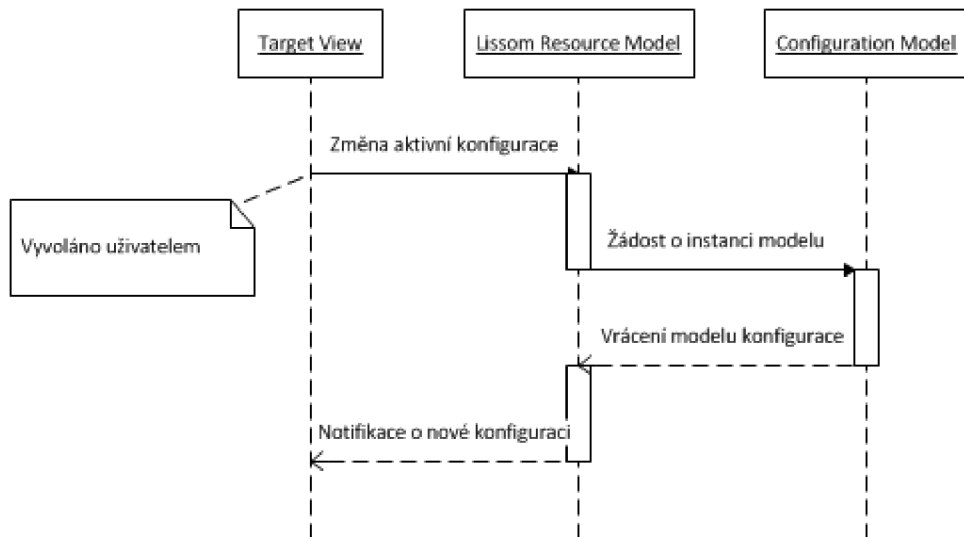 Target View
Lissom Resource Model
Configuration Model
Změna aktivní konfigurace
Vyvoláno uživatelem
Žádost o instanci modelu
Vrácení modelu konfigurace
Notifikace o nové konfiguraci